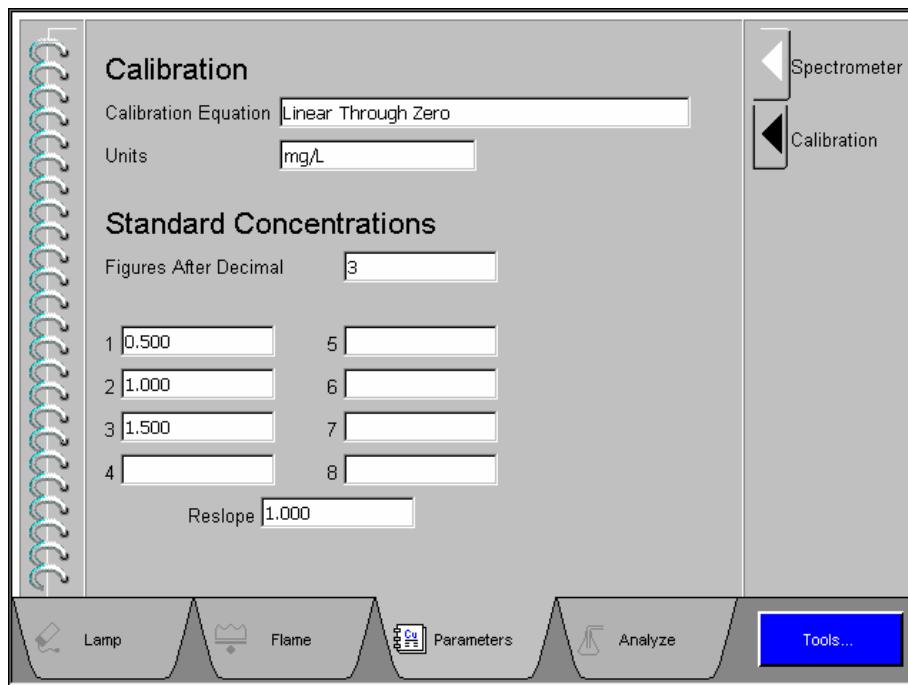 Calibration
Calibration Equation Linear Through Zero
Units mg/L
Standard Concentrations
Figures After Decimal 3
1 0.500 5
2 1.000 6
3 1.500 7
4 8
Reslope 1.000
Spectrometer
Calibration
Lamp Flame Cu Parameters Analyze Tools...